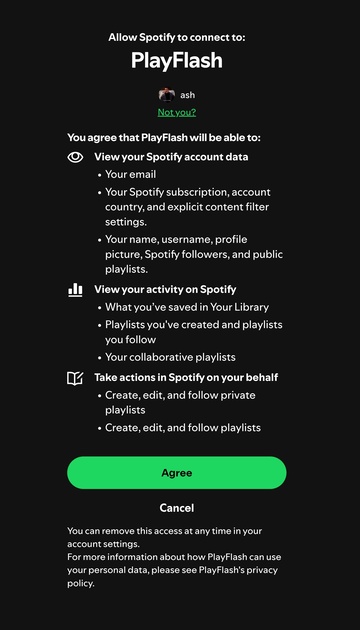 Allow Spotify to connect to:
PlayFlash
ash
Not you?
You agree that PlayFlash will be able to:
View your Spotify account data
• Your email
• Your Spotify subscription, account
country, and explicit content filter
settings.
• Your name, username, profile
picture, Spotify followers, and public
playlists.
View your activity on Spotify
• What you've saved in Your Library
• Playlists you've created and playlists
you follow
• Your collaborative playlists
Take actions in Spotify on your behalf
• Create, edit, and follow private
playlists
• Create, edit, and follow playlists
Agree
Cancel
You can remove this access at any time in your
account settings.
For more information about how PlayFlash can use
your personal data, please see PlayFlash's privacy
policy.